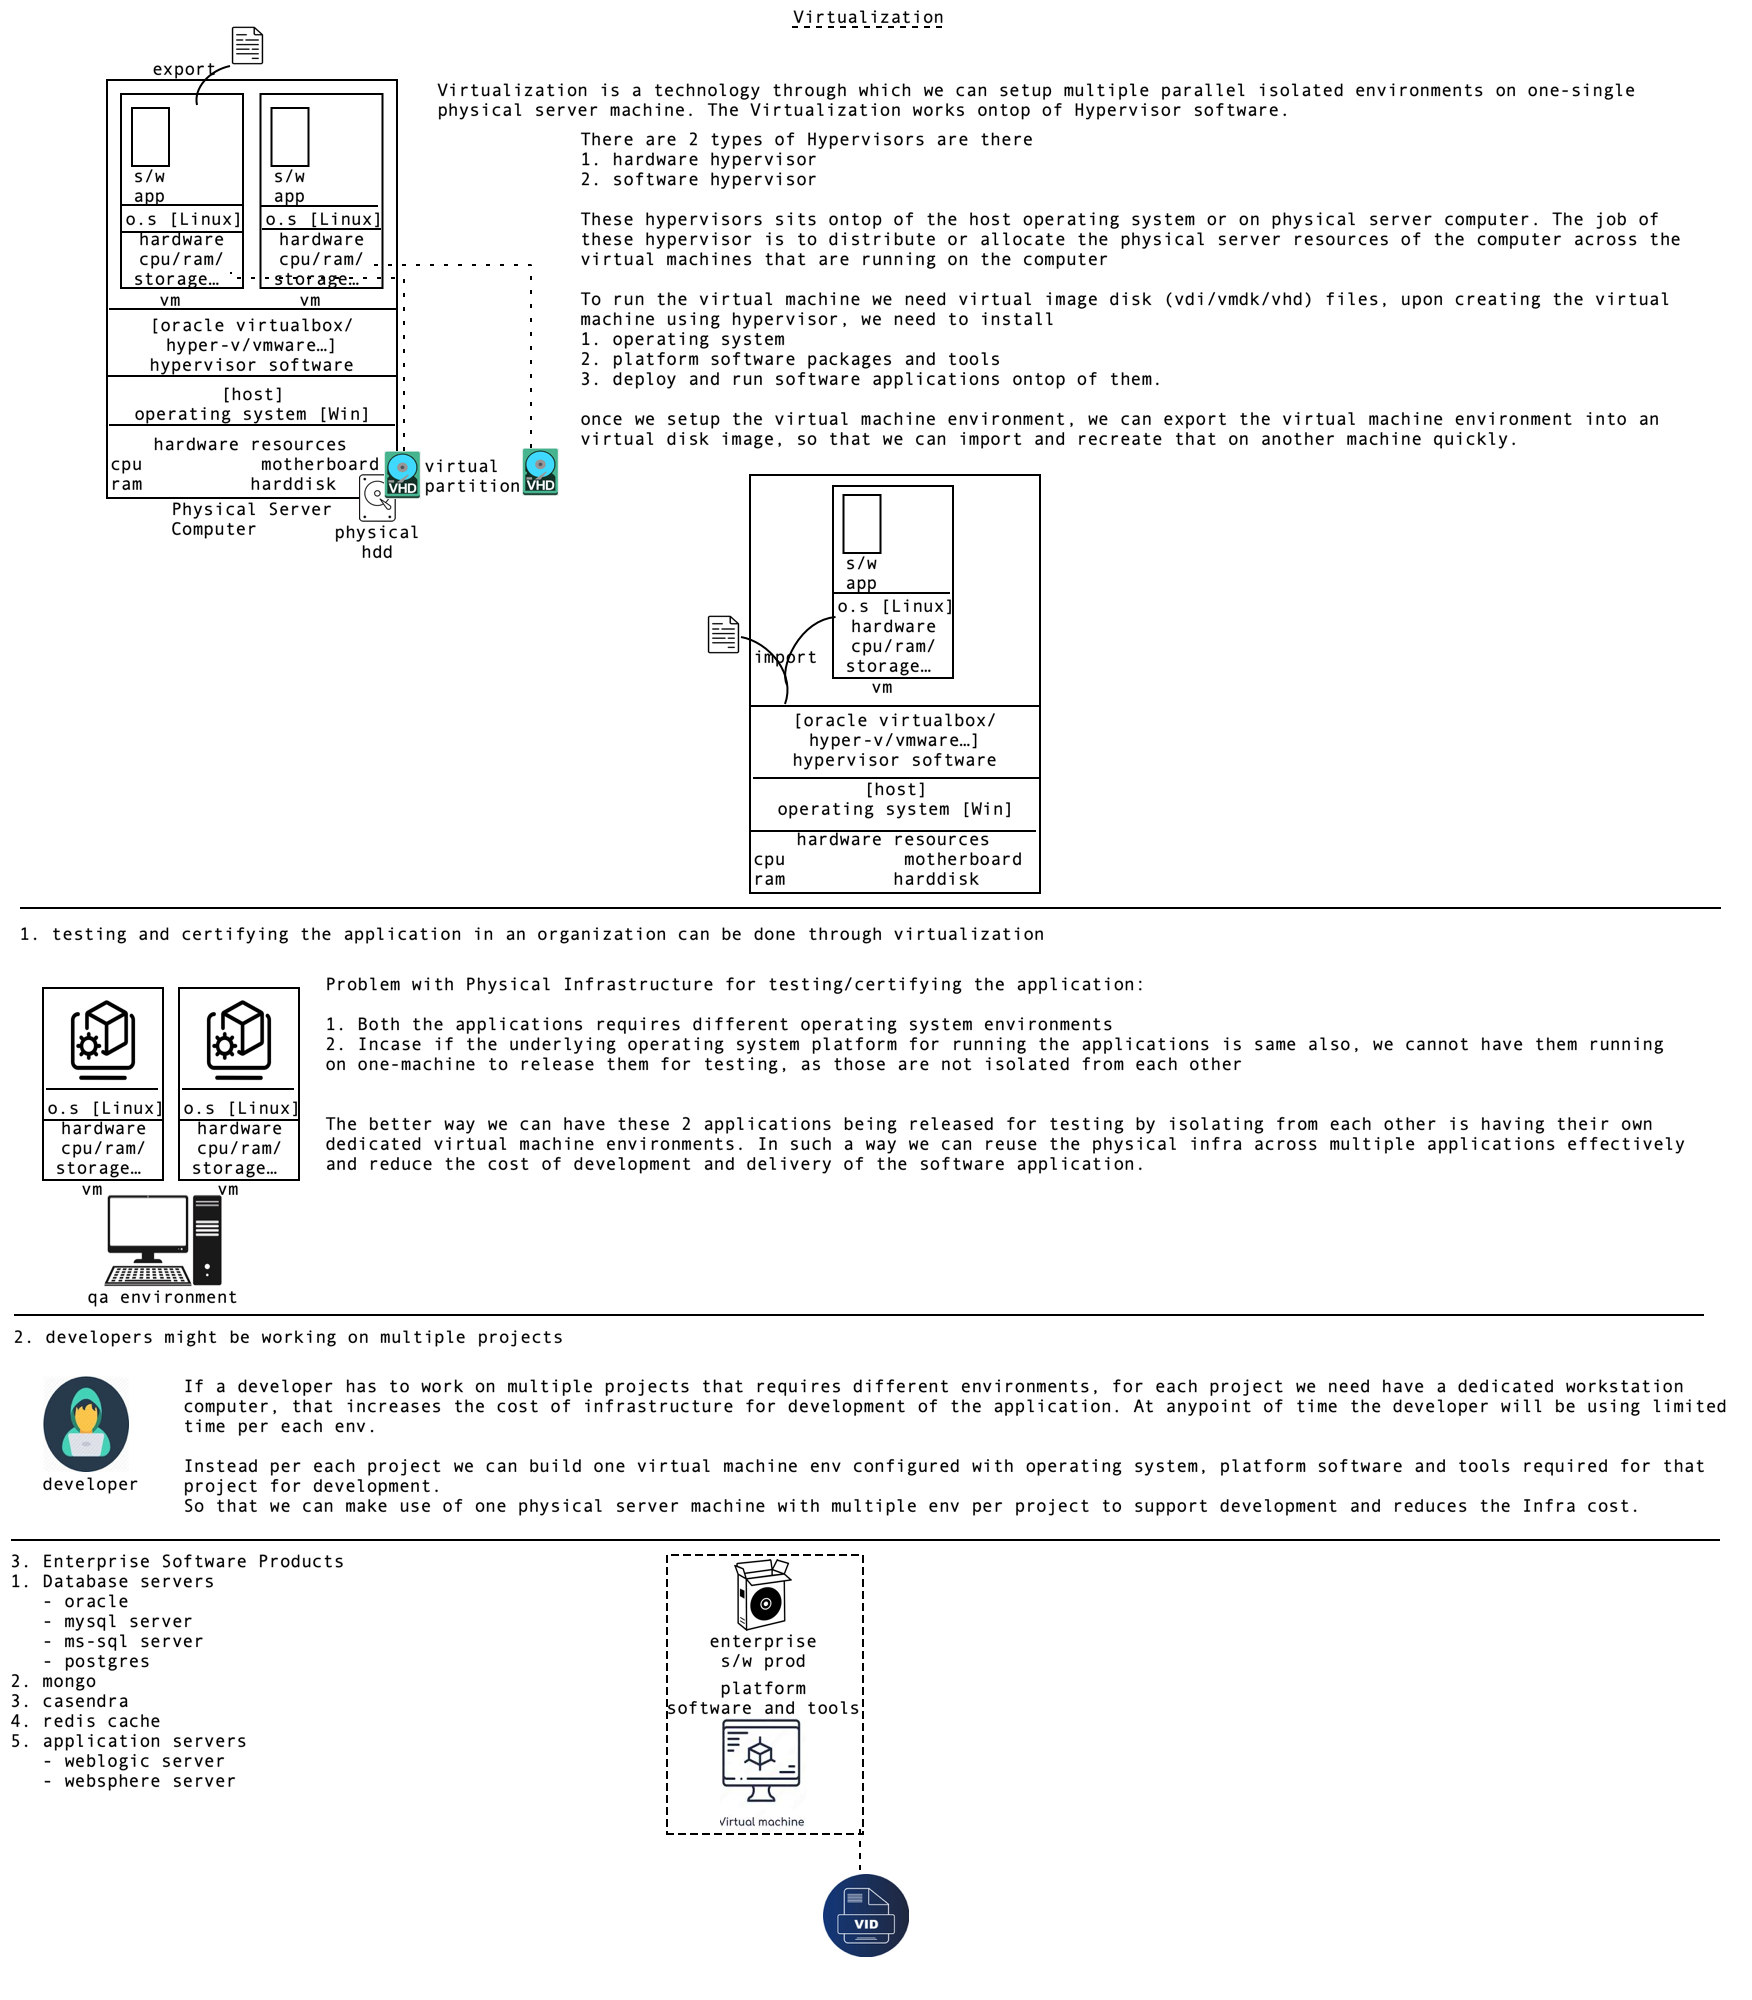 Virtualization
export
Virtualization is a technology through which we can setup multiple parallel isolated environments on one-single
physical server machine. The Virtualization works ontop of Hypervisor software.
There are 2 types of Hypervisors are there
1. hardware hypervisor
2. software hypervisor
These hypervisors sits ontop of the host operating system or on physical server computer. The job of
these hypervisor is to distribute or allocate the physical server resources of the computer across the
virtual machines that are running on the computer
To run the virtual machine we need virtual image disk (vdi/vmdk/vhd) files, upon creating the virtual
machine using hypervisor, we need to install
1. operating system
2. platform software packages and tools
3. deploy and run software applications ontop of them.
once we setup the virtual machine environment, we can export the virtual machine environment into an
virtual disk image, so that we can import and recreate that on another machine quickly.
s/w
app
o.s [Linux]
hardware
cpu/ram/
storage…
vm
s/w
app
o.s [Linux]
hardware
cpu/ram/
storage…
vm
[oracle virtualbox/
hyper-v/vmware…]
hypervisor software
[host]
operating system [Win]
hardware resources
cpu motherboard
ram harddisk
Physical Server
Computer
physical
hdd
VHD
virtual
partition
VHD
s/w
app
o.s [Linux]
hardware
cpu/ram/
storage…
vm
import
[oracle virtualbox/
hyper-v/vmware…]
hypervisor software
[host]
operating system [Win]
hardware resources
cpu motherboard
ram harddisk
1. testing and certifying the application in an organization can be done through virtualization
o.s [Linux]
hardware
cpu/ram/
storage…
vm
o.s [Linux]
hardware
cpu/ram/
storage…
vm
qa environment
Problem with Physical Infrastructure for testing/certifying the application:
1. Both the applications requires different operating system environments
2. Incase if the underlying operating system platform for running the applications is same also, we cannot have them running
on one-machine to release them for testing, as those are not isolated from each other
The better way we can have these 2 applications being released for testing by isolating from each other is having their own
dedicated virtual machine environments. In such a way we can reuse the physical infra across multiple applications effectively
and reduce the cost of development and delivery of the software application.
2. developers might be working on multiple projects
developer
If a developer has to work on multiple projects that requires different environments, for each project we need have a dedicated workstation
computer, that increases the cost of infrastructure for development of the application. At anypoint of time the developer will be using limited
time per each env.
Instead per each project we can build one virtual machine env configured with operating system, platform software and tools required for that
project for development.
So that we can make use of one physical server machine with multiple env per project to support development and reduces the Infra cost.
3. Enterprise Software Products
1. Database servers
- oracle
- mysql server
- ms-sql server
- postgres
2. mongo
3. casendra
4. redis cache
5. application servers
- weblogic server
- websphere server
enterprise
s/w prod
platform
software and tools
Virtual machine
VID